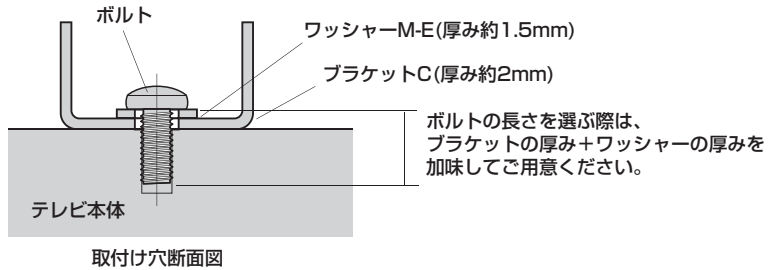 ボルト
ワッシャーM-E(厚み約1.5mm)
ブラケットC(厚み約2mm)
ボルトの長さを選ぶ際は、
ブラケットの厚み＋ワッシャーの厚みを
加味してご用意ください。
テレビ本体
取付け穴断面図